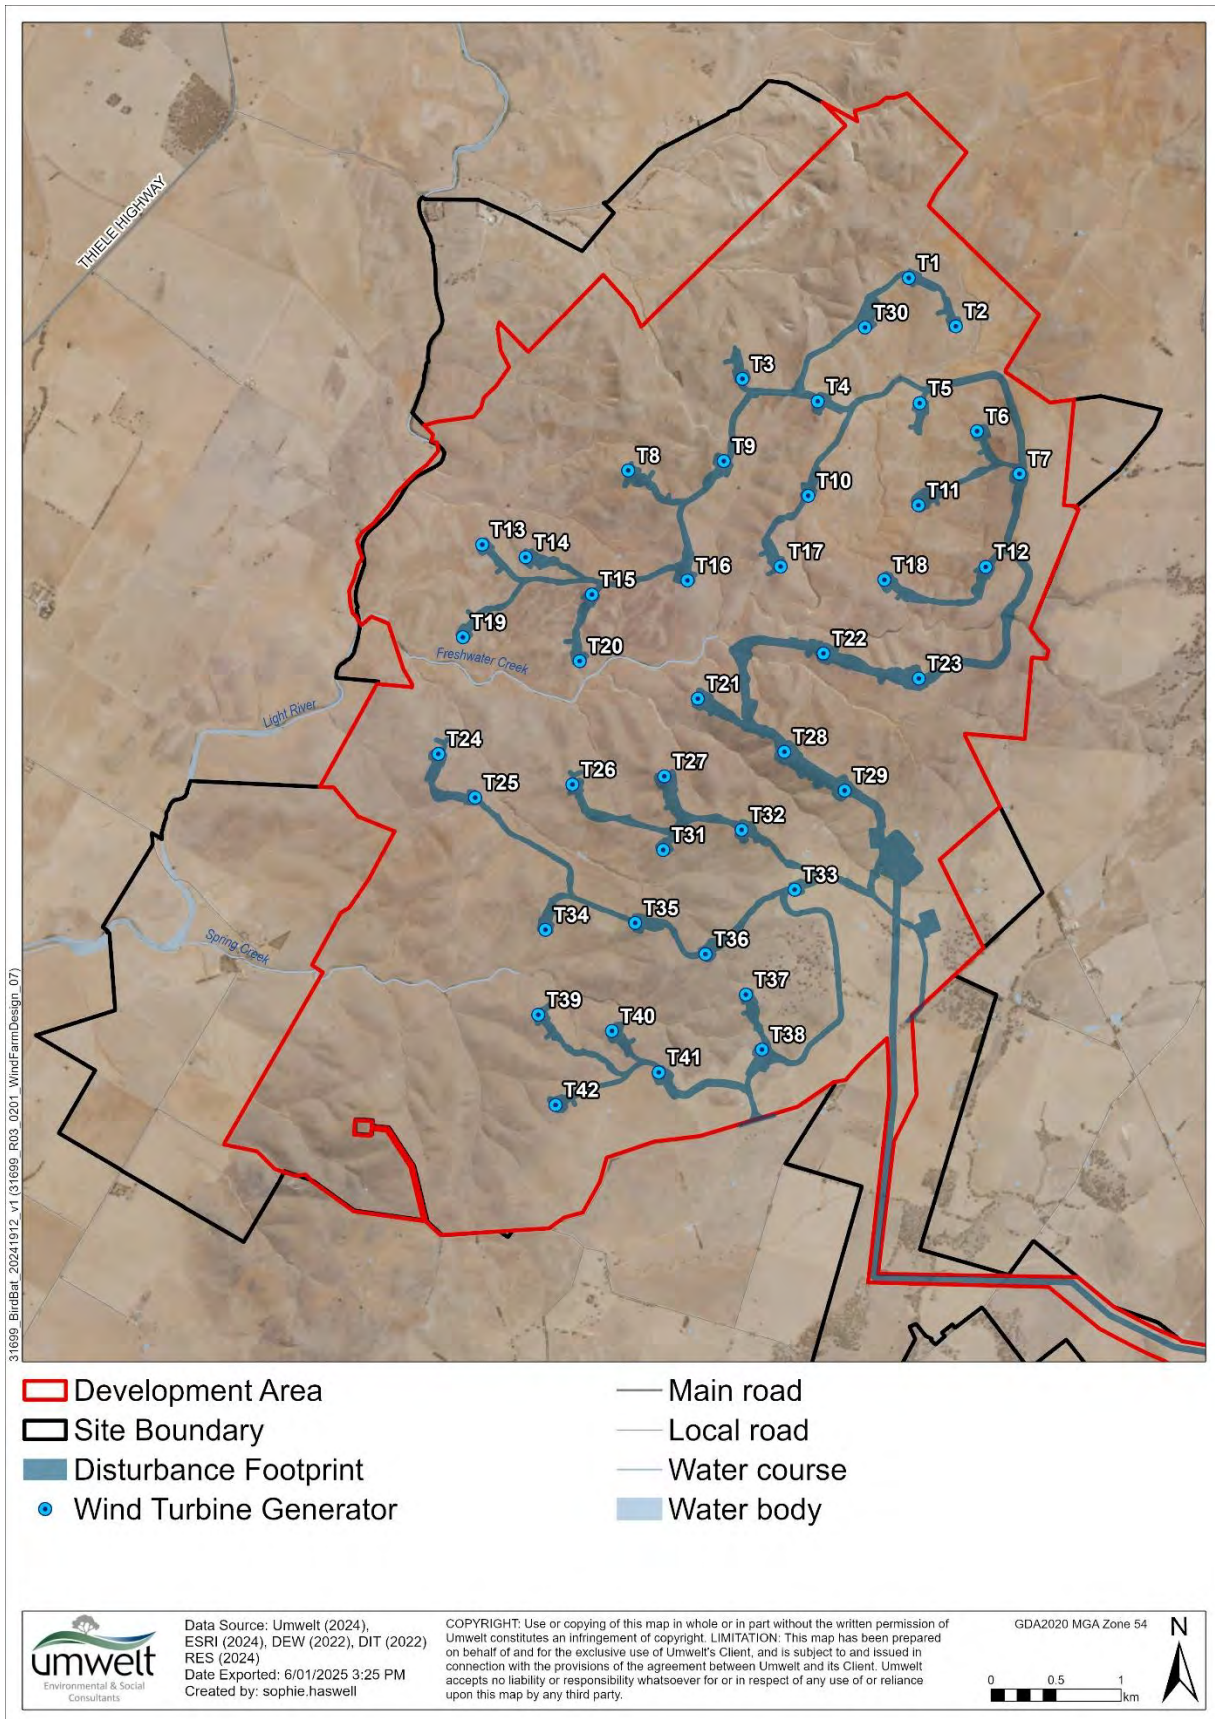 THIELE HIGHWAY
T1
T2
T30
T3
T4
T5
T6
T7
T8
T9
T10
T11
T12
T13
T14
T15
T16
T17
T18
T19
T20
Freshwater Creek
T21
T22
T23
Light River
T24
T25
T26
T27
T28
T29
T31
T32
T33
T34
T35
T36
Spring Creek
T37
T38
T39
T40
T41
T42
31699_BirdBat_20241912_v1 (31699_R03_0201_WindFarmDesign_07)
Development Area
Site Boundary
Disturbance Footprint
Wind Turbine Generator
Main road
Local road
Water course
Water body
umwelt
Environmental & Social
Consultants
Data Source: Umwelt (2024),
ESRI (2024), DEW (2022), DIT (2022)
RES (2024)
Date Exported: 6/01/2025 3:25 PM
Created by: sophie.haswell
COPYRIGHT: Use or copying of this map in whole or in part without the written permission of
Umwelt constitutes an infringement of copyright. LIMITATION: This map has been prepared
on behalf of and for the exclusive use of Umwelt's Client, and is subject to and issued in
connection with the provisions of the agreement between Umwelt and its Client. Umwelt
accepts no liability or responsibility whatsoever for or in respect of any use of or reliance
upon this map by any third party.
GDA2020 MGA Zone 54
N
0 0.5 1
km